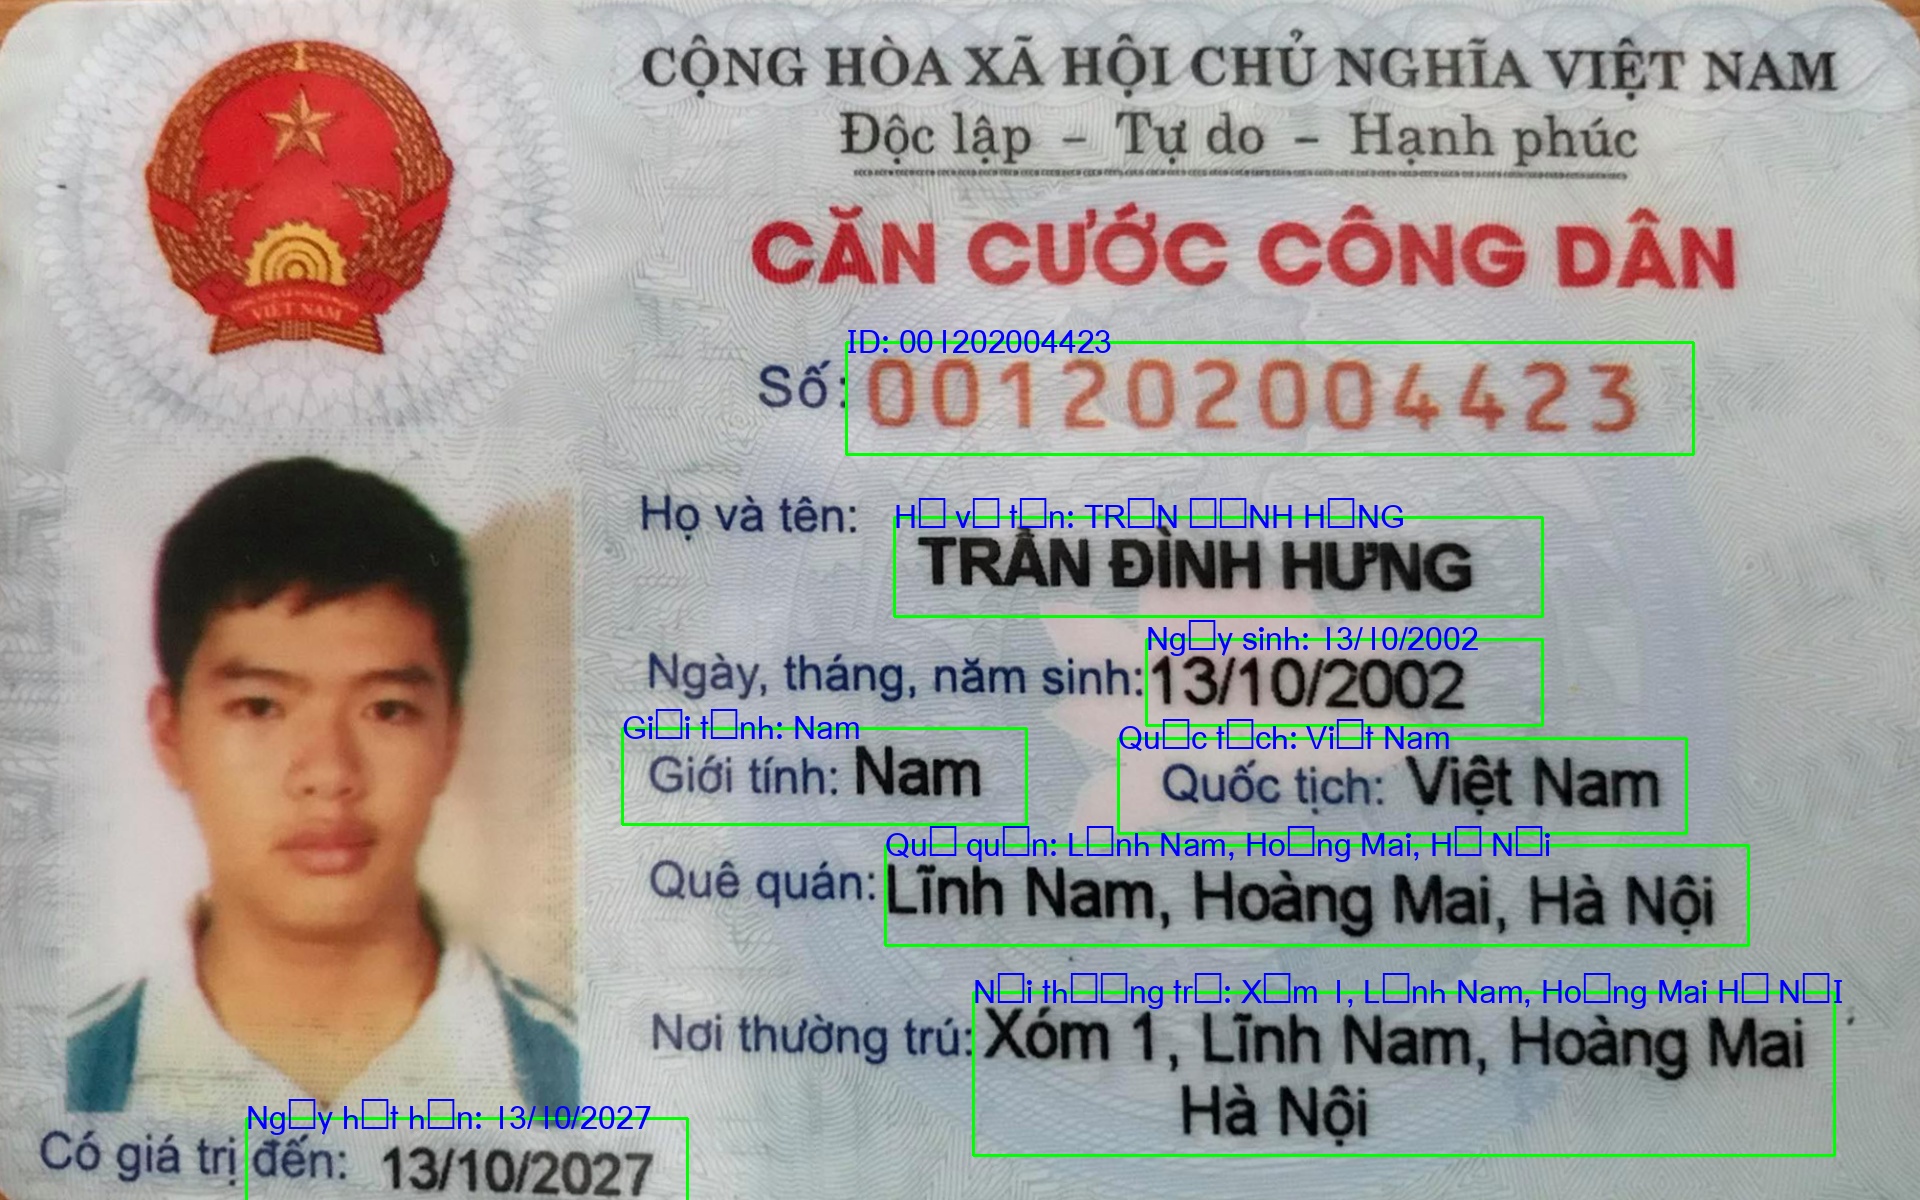 CỘNG HÒA XÃ HỘI CHỦ NGHĨA VIỆT NAM
Độc lập – Tự do – Hạnh phúc
VIỆT NAM
CĂN CƯỚC CÔNG DÂN
ID: 001202004423
Số: 001202004423
H□ v□ t□n: TR□N □□NH H□NG
Họ và tên: TRẦN ĐÌNH HƯNG
Ng□y sinh: 13/10/2002
Ngày, tháng, năm sinh: 13/10/2002
Gi□i t□nh: Nam Qu□c t□ch: Vi□t Nam
Giới tính: Nam Quốc tịch: Việt Nam
Qu□ qu□n: L□nh Nam, Ho□ng Mai, H□ N□i
Quê quán: Lĩnh Nam, Hoàng Mai, Hà Nội
N□i th□□ng tr□: X□m 1, L□nh Nam, Ho□ng Mai H□ N□I
Nơi thường trú: Xóm 1, Lĩnh Nam, Hoàng Mai
Hà Nội
Ng□y h□t h□n: 13/10/2027
Có giá trị đến: 13/10/2027